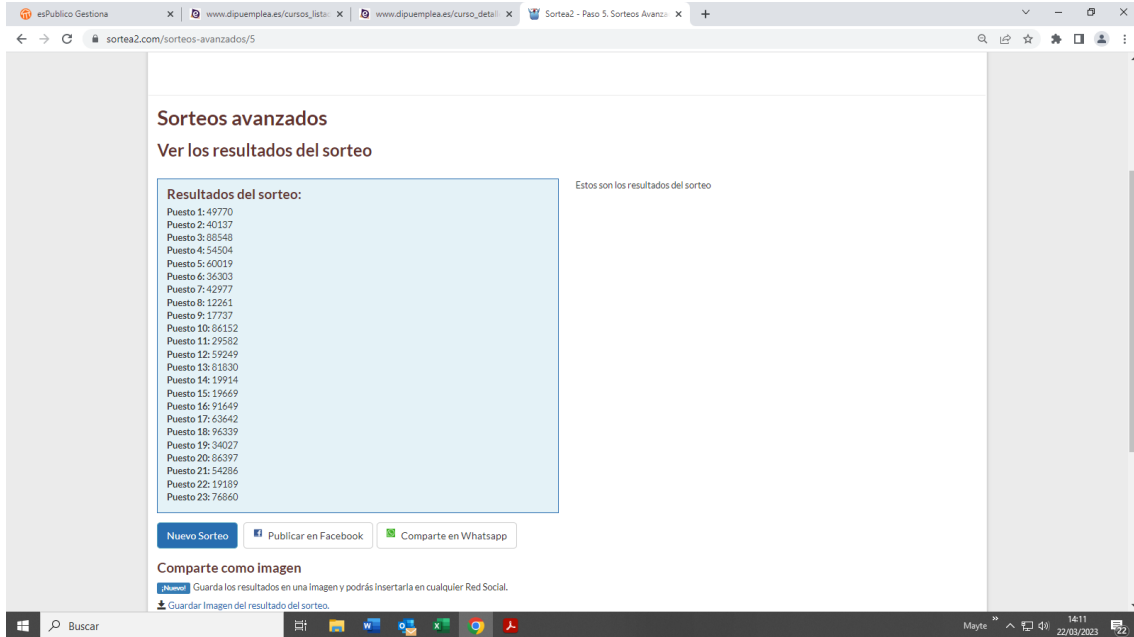 esPublico Gestiona
www.dipuemplea.es/cursos_listac
www.dipuemplea.es/curso_detall
Sortea2 - Paso 5. Sorteos Avanza
sortea2.com/sorteos-avanzados/5
Sorteos avanzados
Ver los resultados del sorteo
Resultados del sorteo:
Estos son los resultados del sorteo
Puesto 1: 49770
Puesto 2: 40137
Puesto 3: 88548
Puesto 4: 54504
Puesto 5: 60019
Puesto 6: 36303
Puesto 7: 42977
Puesto 8: 12261
Puesto 9: 17737
Puesto 10: 86152
Puesto 11: 29582
Puesto 12: 59249
Puesto 13: 81830
Puesto 14: 19914
Puesto 15: 19669
Puesto 16: 91649
Puesto 17: 63642
Puesto 18: 96339
Puesto 19: 34027
Puesto 20: 86397
Puesto 21: 54286
Puesto 22: 19189
Puesto 23: 76860
Nuevo Sorteo
Publicar en Facebook
Comparte en Whatsapp
Comparte como imagen
¡Nuevo! Guarda los resultados en una imagen y podrás insertarla en cualquier Red Social.
Guardar Imagen del resultado del sorteo.
Buscar
Mayte
14:11
22/03/2023
22